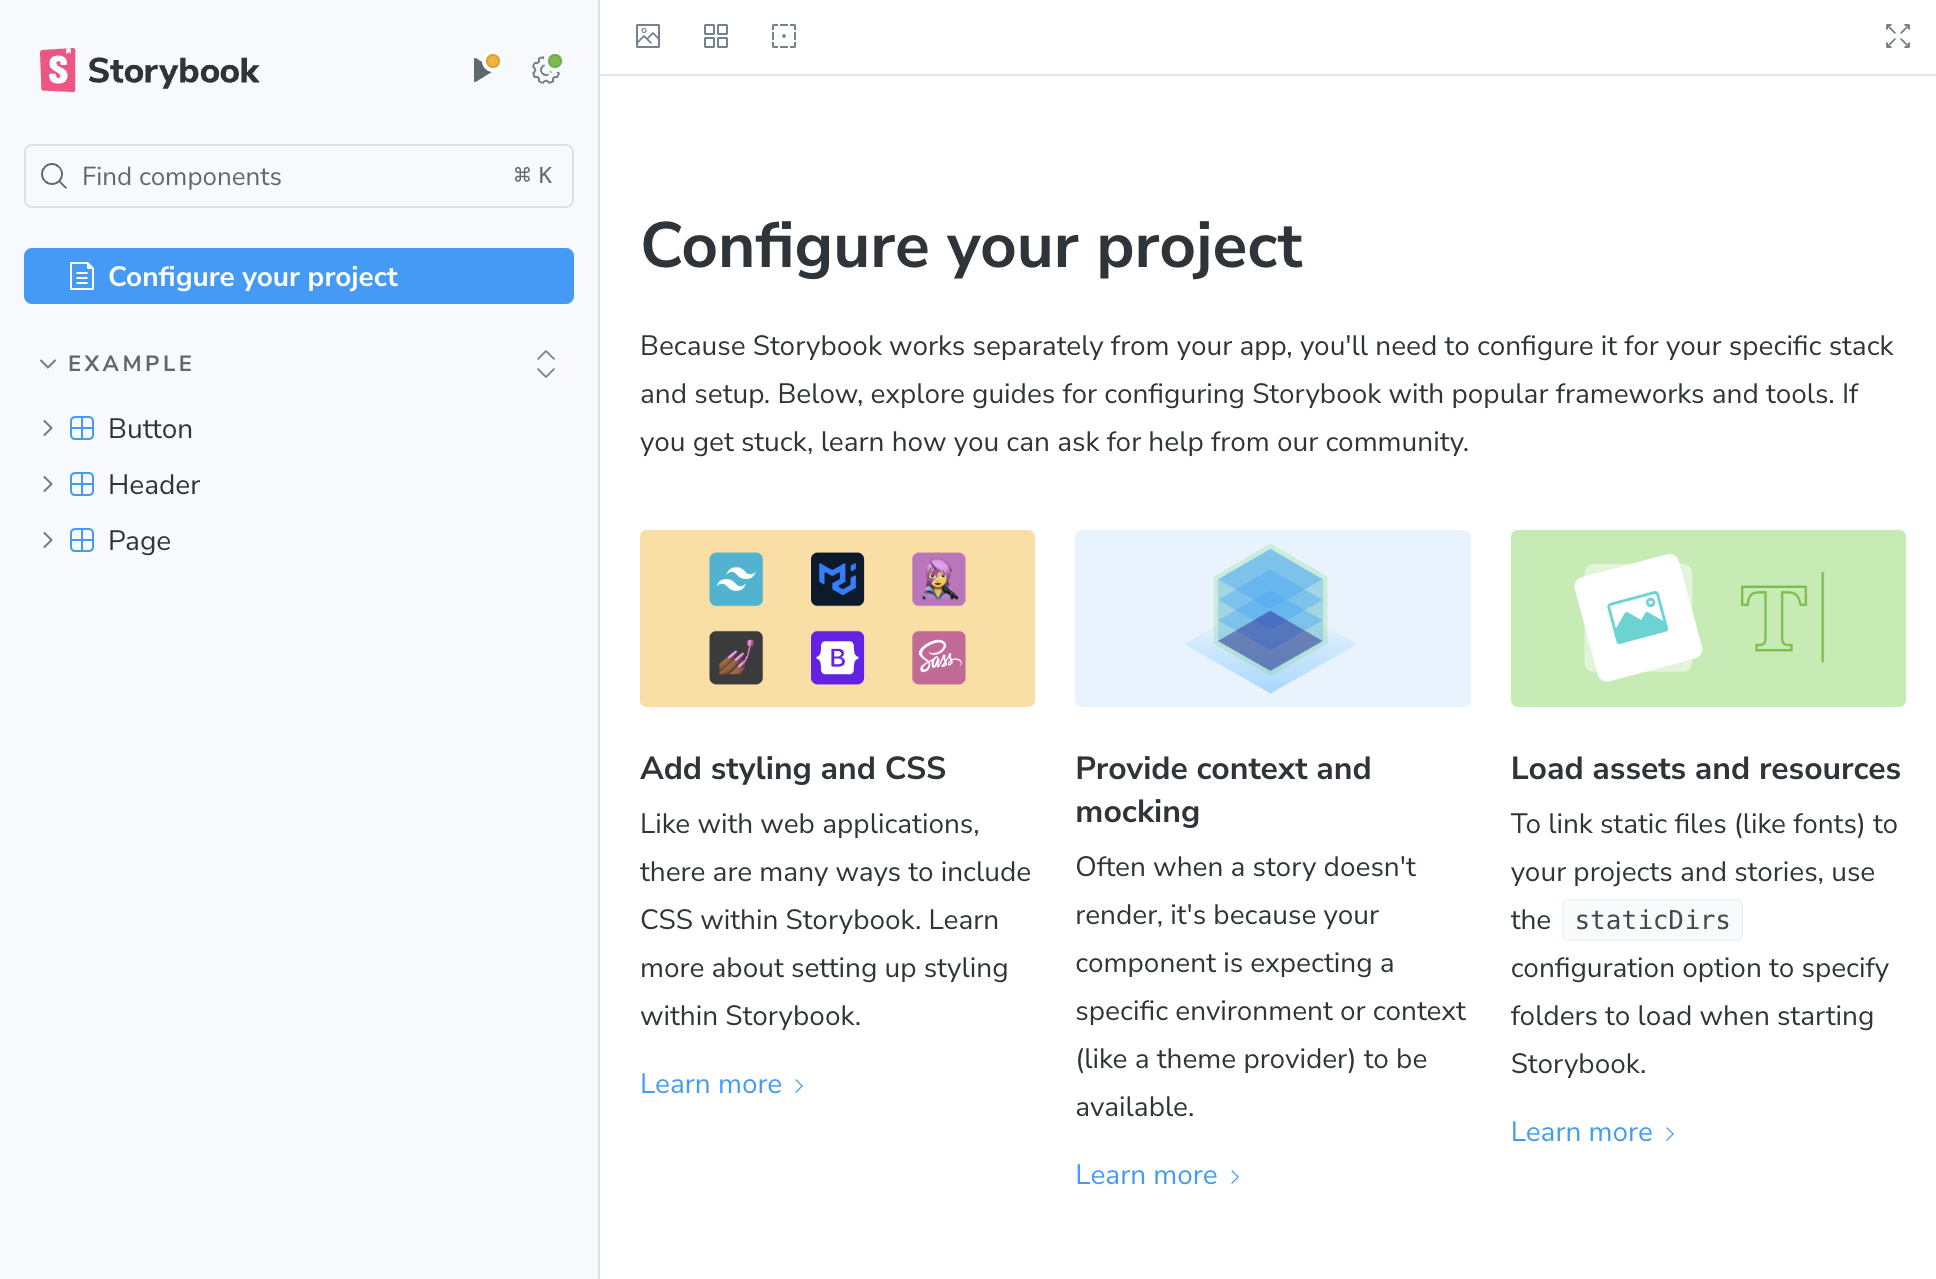 Storybook
Find components
⌘ K
Configure your project
EXAMPLE
Button
Header
Page
Configure your project
Because Storybook works separately from your app, you'll need to configure it for your specific stack
and setup. Below, explore guides for configuring Storybook with popular frameworks and tools. If
you get stuck, learn how you can ask for help from our community.
B
Sass
T
Add styling and CSS
Like with web applications,
there are many ways to include
CSS within Storybook. Learn
more about setting up styling
within Storybook.
Learn more
Provide context and
mocking
Often when a story doesn't
render, it's because your
component is expecting a
specific environment or context
(like a theme provider) to be
available.
Learn more
Load assets and resources
To link static files (like fonts) to
your projects and stories, use
the staticDirs
configuration option to specify
folders to load when starting
Storybook.
Learn more